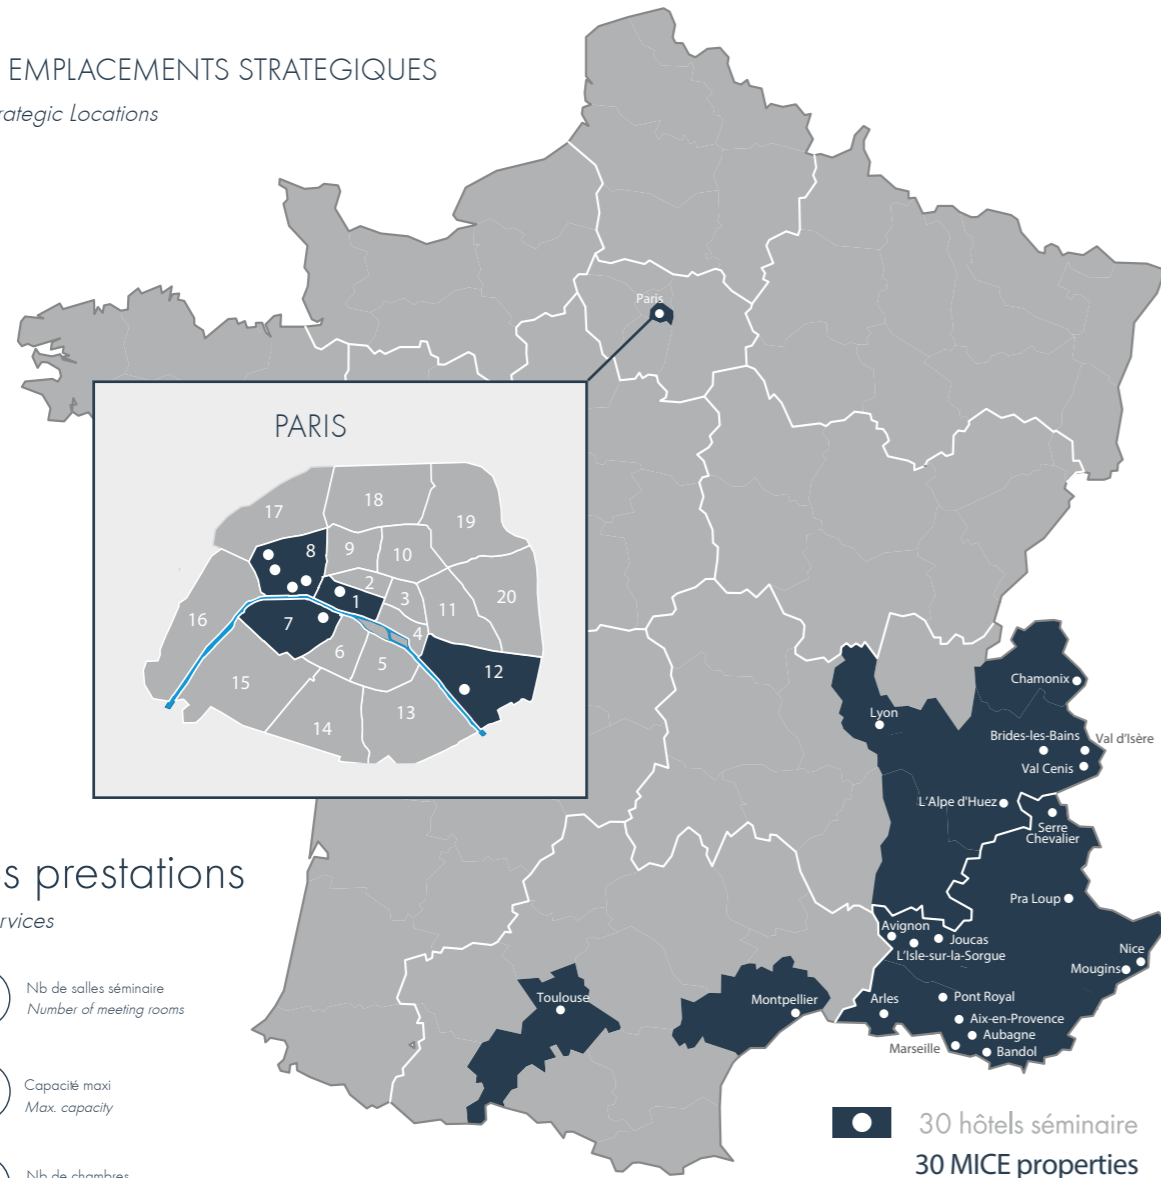 EMPLACEMENTS STRATEGIQUES
Locations
Paris
PARIS
17
18
19
8
9
10
2
3
1
11
20
16
7
4
6
5
12
15
14
13
Chamonix
Lyon
Brides-les-Bains
Val d'Isère
Val Cenis
L'Alpe d'Huez
Serre
Chevalier
Pra Loup
Avignon
Joucas
L'Isle-sur-la-Sorgue
Nice
Mougins
Toulouse
Montpellier
Arles
Pont Royal
Aix-en-Provence
Aubagne
Marseille
Bandol
prestations
Nb de salles séminaire
Number of meeting rooms
Capacité maxi
Max. capacity
Nb de chambres
30 hôtels séminaire
30 MICE properties